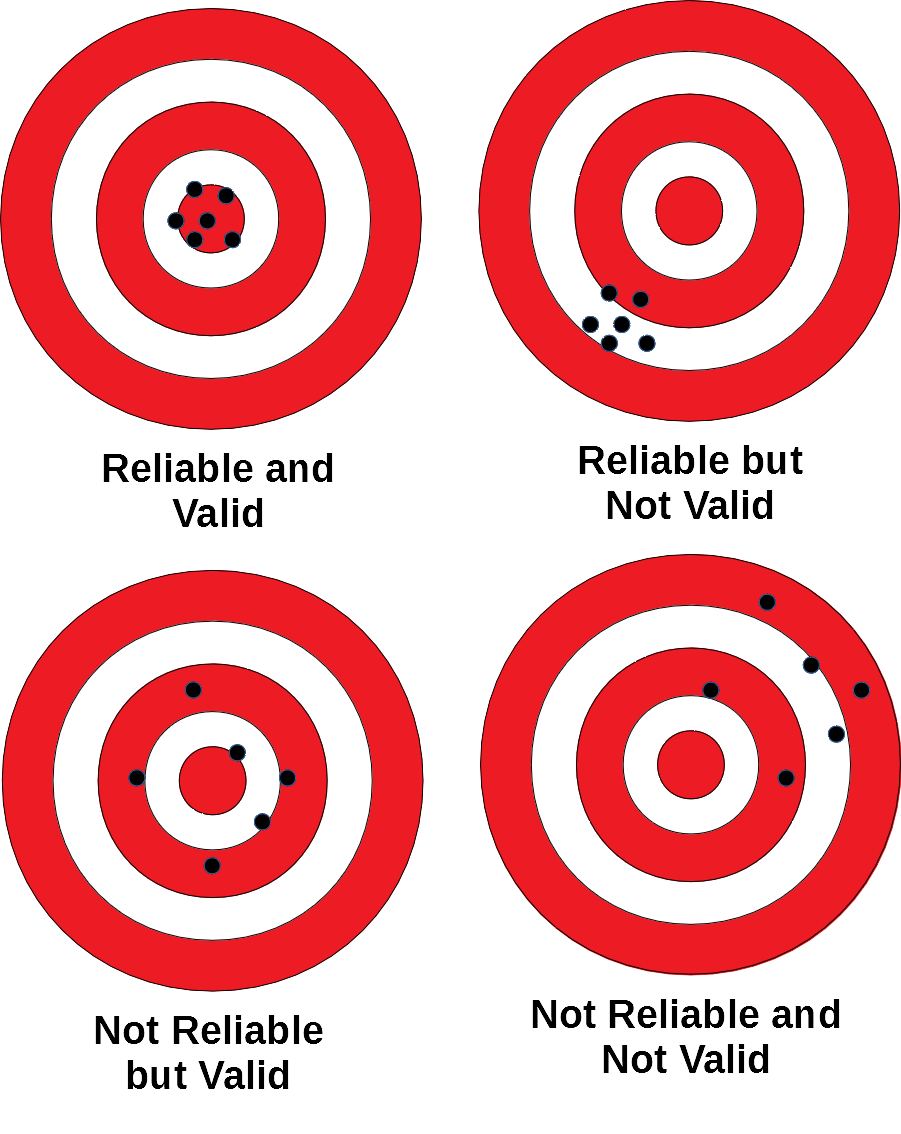 Reliable and
Valid
Reliable but
Not Valid
Not Reliable
but Valid
Not Reliable and
Not Valid